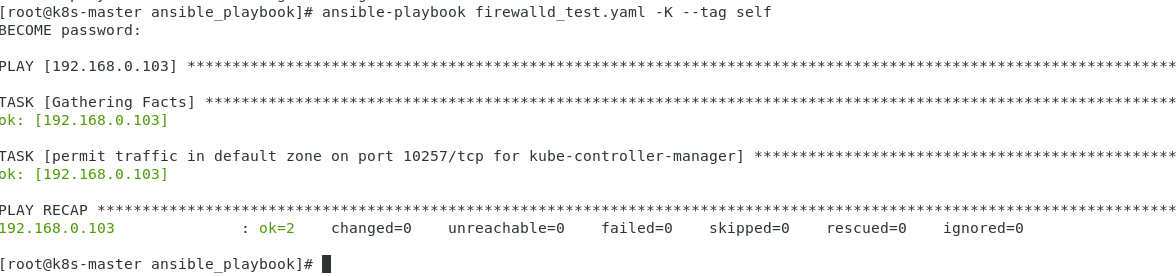 [root@k8s-master ansible_playbook]# ansible-playbook firewalld_test.yaml -K --tag self
BECOME password:
PLAY [192.168.0.103] **************************************************************************************************************
TASK [Gathering Facts] ************************************************************************************************************
ok: [192.168.0.103]
TASK [permit traffic in default zone on port 10257/tcp for kube-controller-manager] ***********************************************
ok: [192.168.0.103]
PLAY RECAP ************************************************************************************************************************
192.168.0.103              : ok=2    changed=0    unreachable=0    failed=0    skipped=0    rescued=0    ignored=0
[root@k8s-master ansible_playbook]#